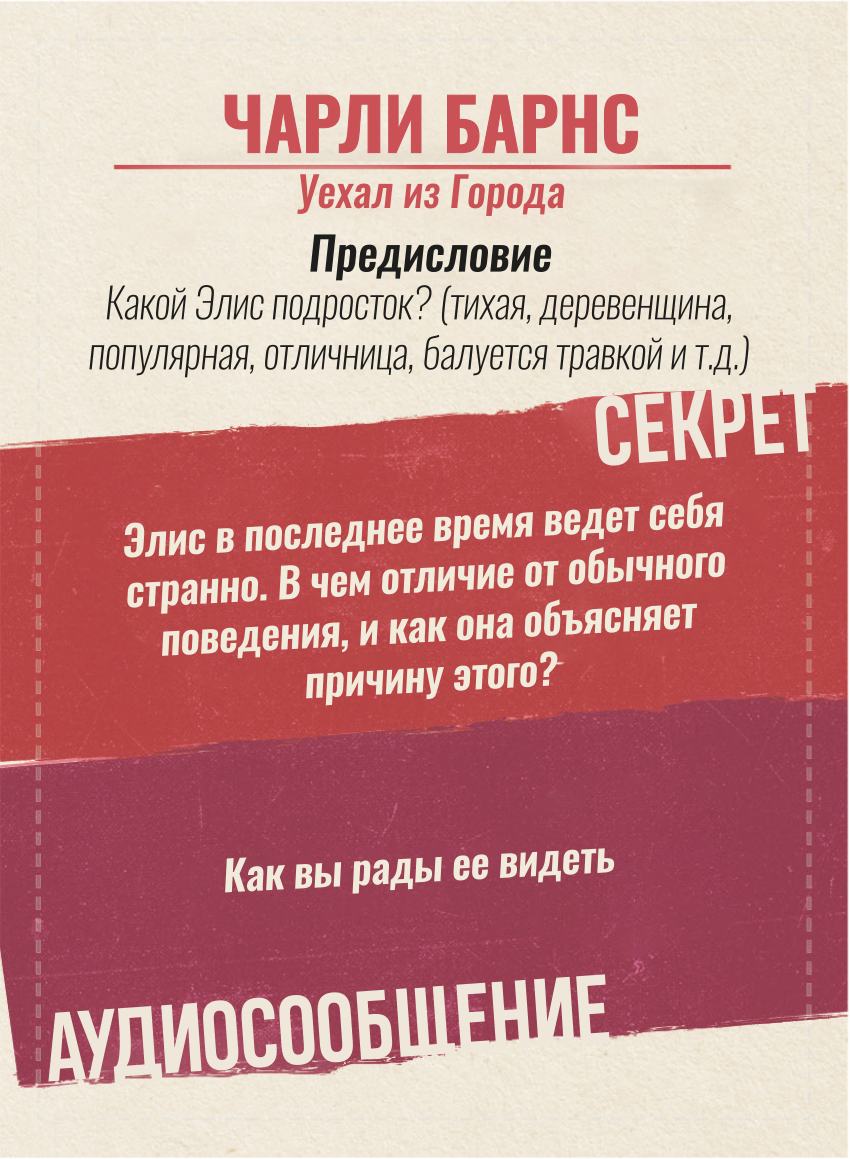 ЧАРЛИ БАРНС
Уехал из Города
Предисловие
Какой Элис подросток? (тихая, деревенщина,
популярная, отличница, балуется травкой и т.д.)
СЕКРЕТ
Элис в последнее время ведет себя
странно. В чем отличие от обычного
поведения, и как она объясняет
причину этого?
Как вы рады ее видеть
АУДИОСООБЩЕНИЕ